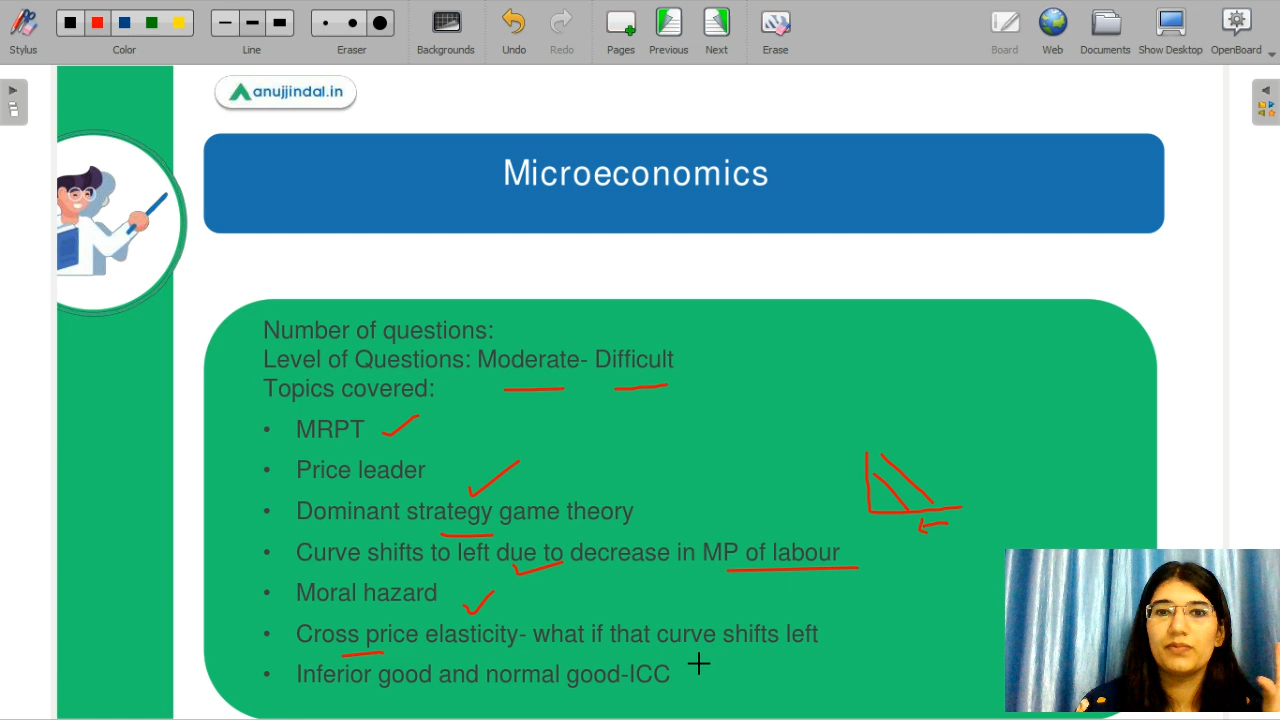 Stylus
Color
Line
Eraser
Backgrounds
Undo
Redo
Pages
Previous
Next
Erase
Board
Web
Documents
Show Desktop
OpenBoard
anujjindal.in
Microeconomics
Number of questions:
Level of Questions: Moderate- Difficult
Topics covered:
• MRPT
• Price leader
• Dominant strategy game theory
• Curve shifts to left due to decrease in MP of labour
• Moral hazard
• Cross price elasticity- what if that curve shifts left
• Inferior good and normal good-ICC